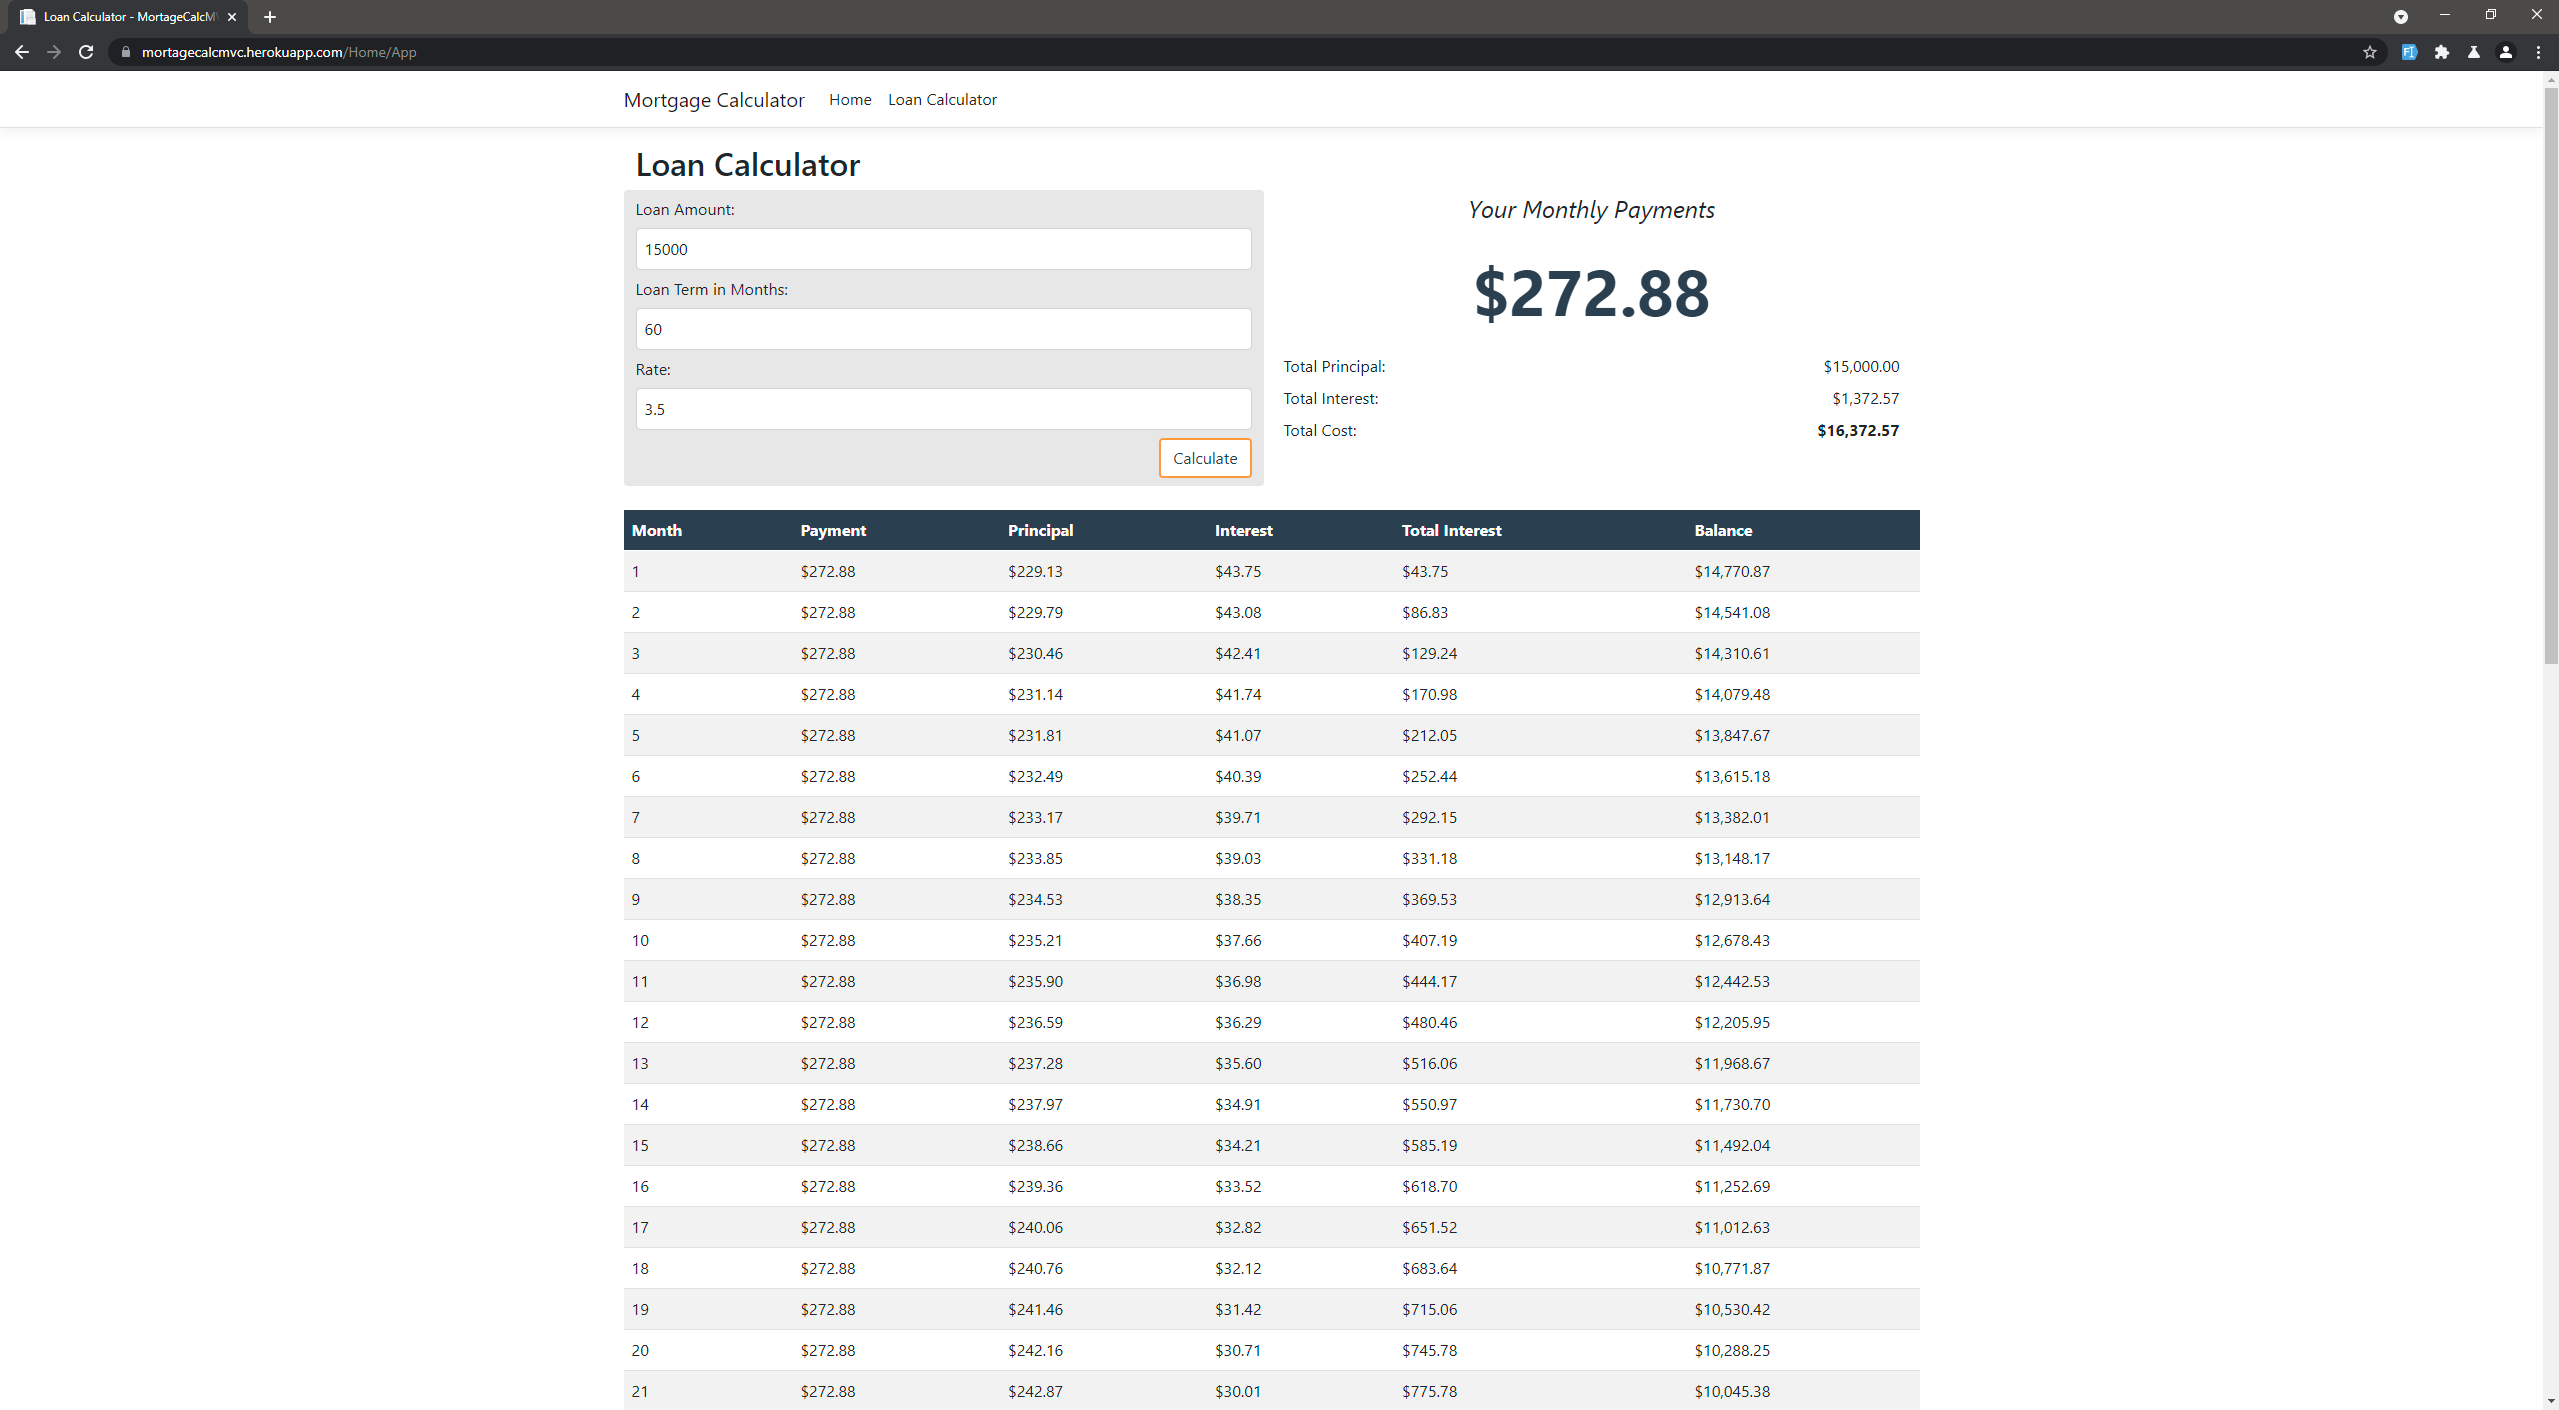 Loan Calculator - MortageCalcM
mortagecalcmvc.herokuapp.com/Home/App
Mortgage Calculator Home Loan Calculator
Loan Calculator
Loan Amount:
15000
Loan Term in Months:
60
Rate:
3.5
Calculate
Your Monthly Payments
$272.88
Total Principal: $15,000.00
Total Interest: $1,372.57
Total Cost: $16,372.57
Month Payment Principal Interest Total Interest Balance
1 $272.88 $229.13 $43.75 $43.75 $14,770.87
2 $272.88 $229.79 $43.08 $86.83 $14,541.08
3 $272.88 $230.46 $42.41 $129.24 $14,310.61
4 $272.88 $231.14 $41.74 $170.98 $14,079.48
5 $272.88 $231.81 $41.07 $212.05 $13,847.67
6 $272.88 $232.49 $40.39 $252.44 $13,615.18
7 $272.88 $233.17 $39.71 $292.15 $13,382.01
8 $272.88 $233.85 $39.03 $331.18 $13,148.17
9 $272.88 $234.53 $38.35 $369.53 $12,913.64
10 $272.88 $235.21 $37.66 $407.19 $12,678.43
11 $272.88 $235.90 $36.98 $444.17 $12,442.53
12 $272.88 $236.59 $36.29 $480.46 $12,205.95
13 $272.88 $237.28 $35.60 $516.06 $11,968.67
14 $272.88 $237.97 $34.91 $550.97 $11,730.70
15 $272.88 $238.66 $34.21 $585.19 $11,492.04
16 $272.88 $239.36 $33.52 $618.70 $11,252.69
17 $272.88 $240.06 $32.82 $651.52 $11,012.63
18 $272.88 $240.76 $32.12 $683.64 $10,771.87
19 $272.88 $241.46 $31.42 $715.06 $10,530.42
20 $272.88 $242.16 $30.71 $745.78 $10,288.25
21 $272.88 $242.87 $30.01 $775.78 $10,045.38